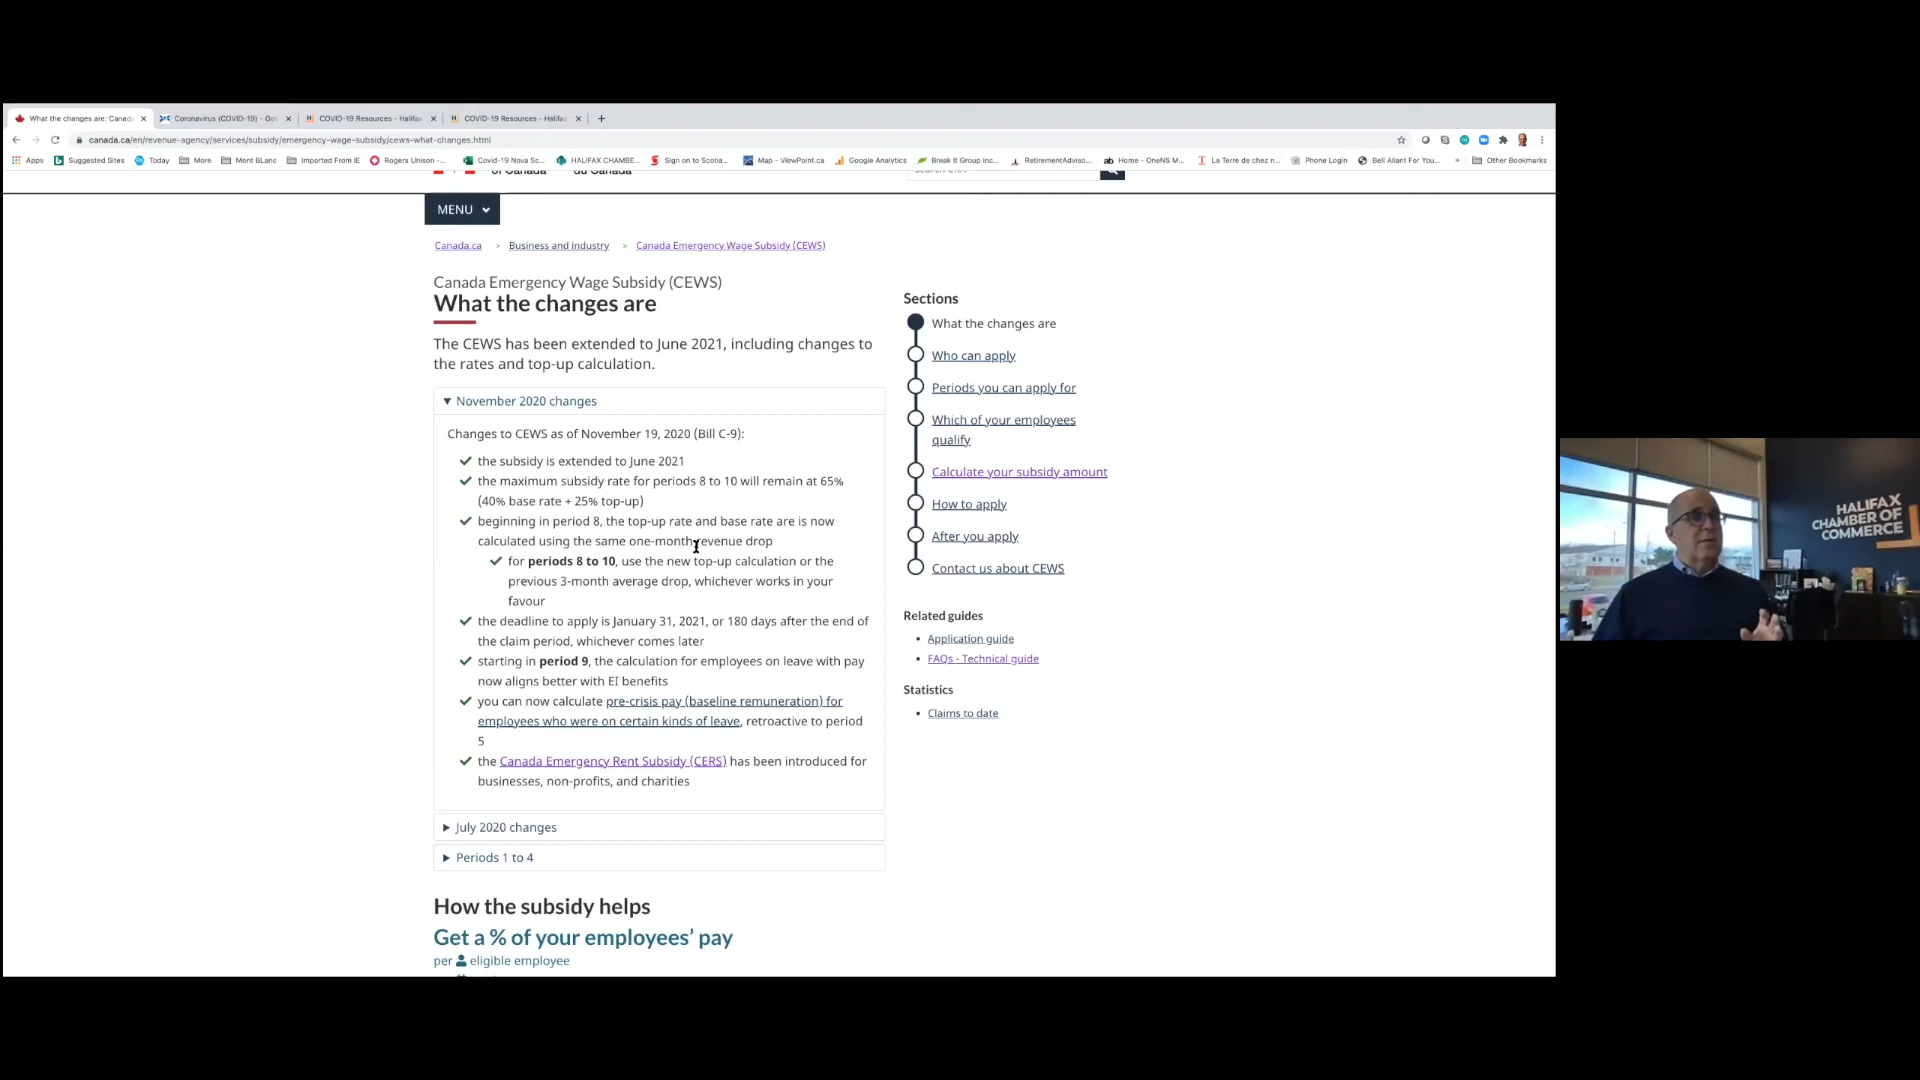 What the changes are: Canada
Coronavirus (COVID-19) - Gov
COVID-19 Resources - Halifax
COVID-19 Resources - Halifax
canada.ca/en/revenue-agency/services/subsidy/emergency-wage-subsidy/cews-what-changes.html
Apps Suggested Sites Today More Mont BLanc Imported From IE Rogers Unison -... Covid-19 Nova Sc... HALIFAX CHAMBE... Sign on to Scotia... Map - ViewPoint.ca Google Analytics Break It Group Inc... RetirementAdviso... Home - OneNS M... La Terre de chez n... Phone Login Bell Aliant For You... » Other Bookmarks
of Canada du Canada
MENU
Canada.ca > Business and industry > Canada Emergency Wage Subsidy (CEWS)
Canada Emergency Wage Subsidy (CEWS)
What the changes are
The CEWS has been extended to June 2021, including changes to
the rates and top-up calculation.
November 2020 changes
Changes to CEWS as of November 19, 2020 (Bill C-9):
the subsidy is extended to June 2021
the maximum subsidy rate for periods 8 to 10 will remain at 65%
(40% base rate + 25% top-up)
beginning in period 8, the top-up rate and base rate are is now
calculated using the same one-month revenue drop
for periods 8 to 10, use the new top-up calculation or the
previous 3-month average drop, whichever works in your
favour
the deadline to apply is January 31, 2021, or 180 days after the end of
the claim period, whichever comes later
starting in period 9, the calculation for employees on leave with pay
now aligns better with EI benefits
you can now calculate pre-crisis pay (baseline remuneration) for
employees who were on certain kinds of leave, retroactive to period
5
the Canada Emergency Rent Subsidy (CERS) has been introduced for
businesses, non-profits, and charities
July 2020 changes
Periods 1 to 4
How the subsidy helps
Get a % of your employees’ pay
per eligible employee
Sections
What the changes are
Who can apply
Periods you can apply for
Which of your employees
qualify
Calculate your subsidy amount
How to apply
After you apply
Contact us about CEWS
Related guides
Application guide
FAQs - Technical guide
Statistics
Claims to date
HALIFAX
CHAMBER OF
COMMERCE